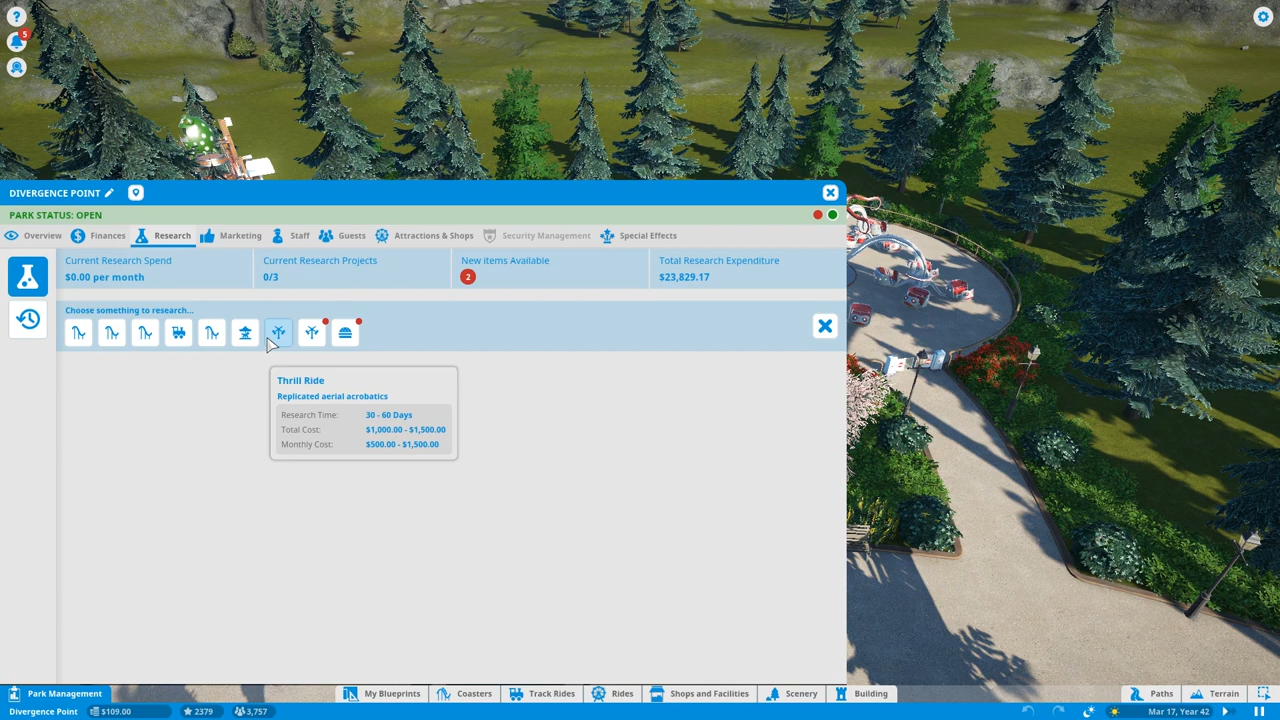 5
DIVERGENCE POINT
PARK STATUS: OPEN
Overview Finances Research Marketing Staff Guests Attractions & Shops Security Management Special Effects
Current Research Spend
$0.00 per month
Current Research Projects
0/3
New items Available
2
Total Research Expenditure
$23,829.17
Choose something to research...
Thrill Ride
Replicated aerial acrobatics
Research Time: 30 - 60 Days
Total Cost: $1,000.00 - $1,500.00
Monthly Cost: $500.00 - $1,500.00
Park Management My Blueprints Coasters Track Rides Rides Shops and Facilities Scenery Building Paths Terrain
Divergence Point $109.00 2379 3,757 Mar 17, Year 42